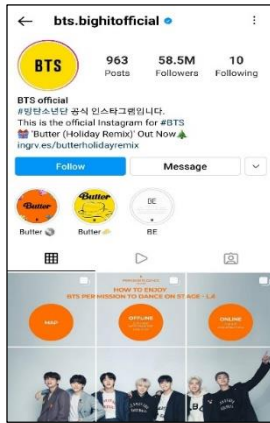 bts.bighitofficial
BTS
963 58.5M 10
Posts Followers Following
BTS official
#방탄소년단 공식 인스타그램입니다.
This is the official Instagram for #BTS
🎁 'Butter (Holiday Remix)' Out Now🎄
ingrv.es/butterholidayremix
Follow Message
Butter Butter BE
Butter Butter🧈 BE
HOW TO ENJOY
BTS PERMISSION TO DANCE ON STAGE - LA
MAP OFFLINE ONLINE